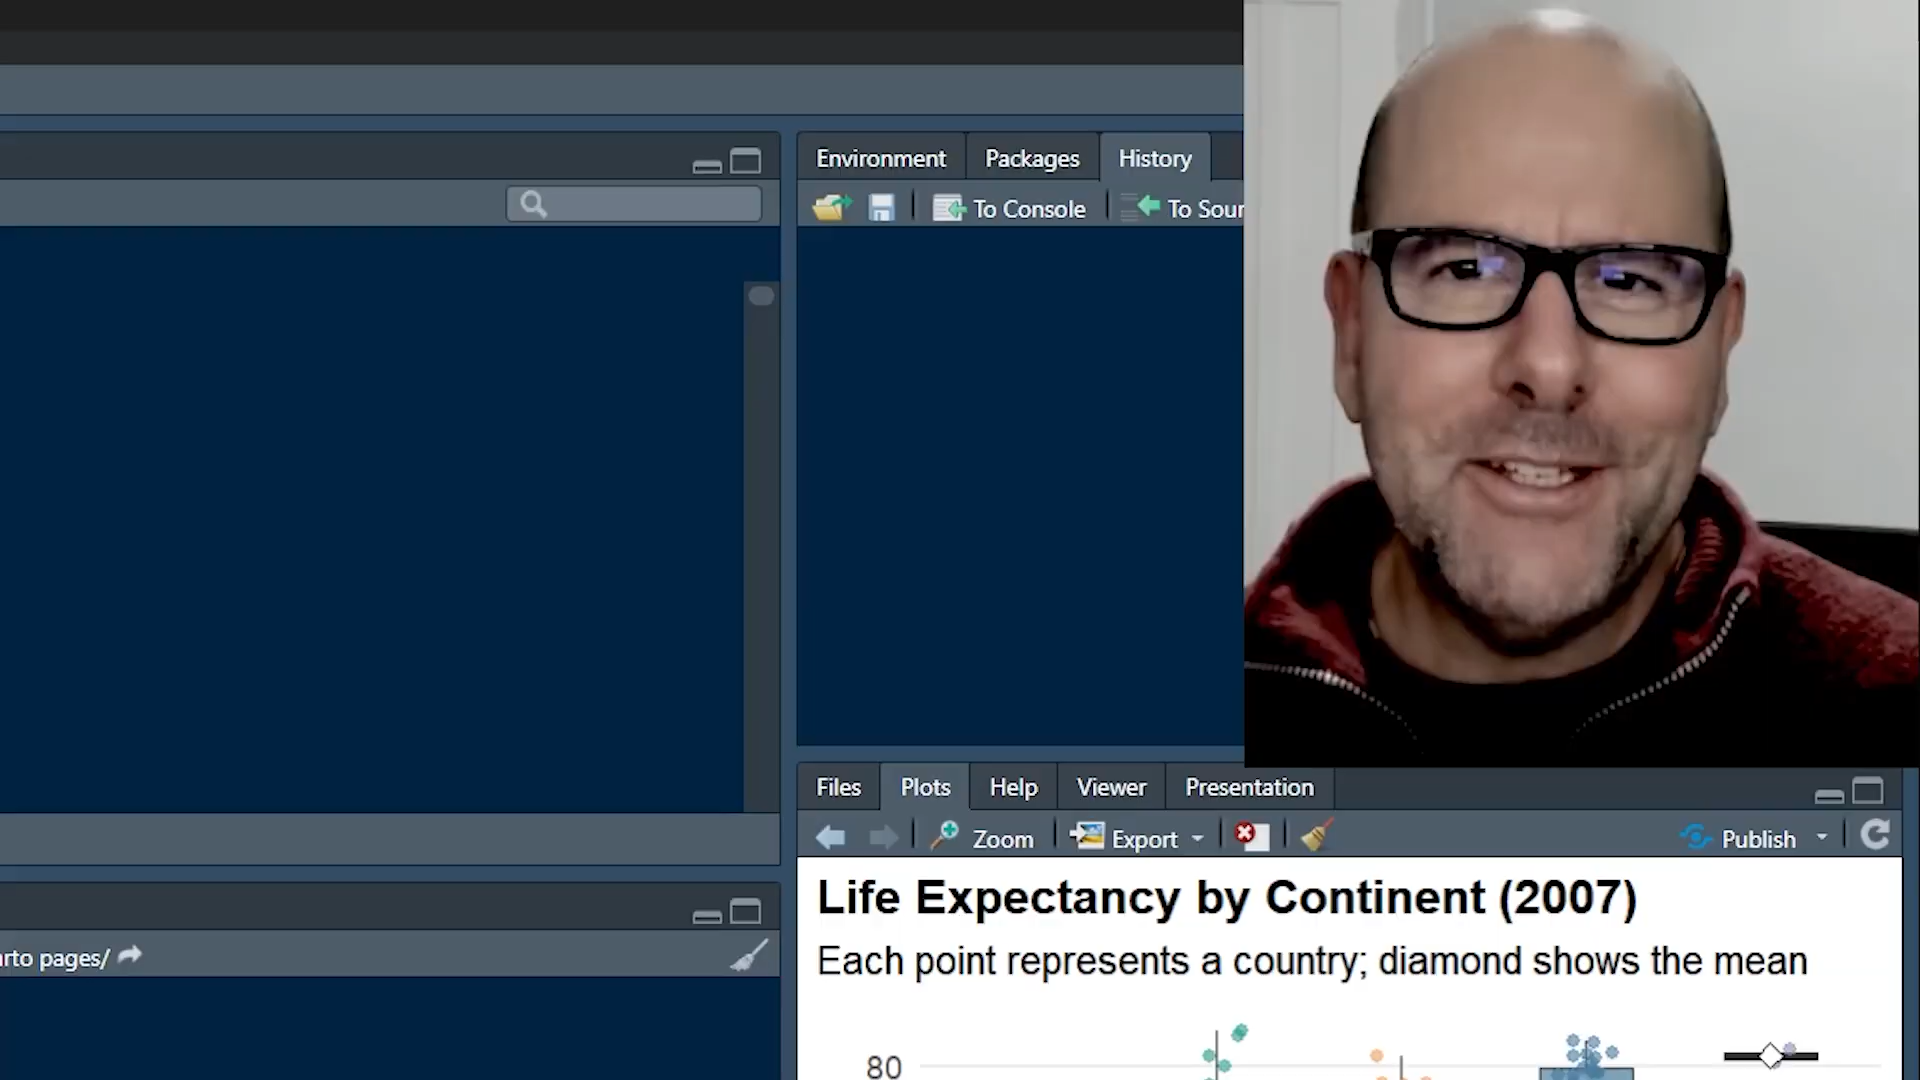 Environment
Packages
History
To Console
To Sour
Files
Plots
Help
Viewer
Presentation
Zoom
Export
Publish
Life Expectancy by Continent (2007)
Each point represents a country; diamond shows the mean
arto pages/
80